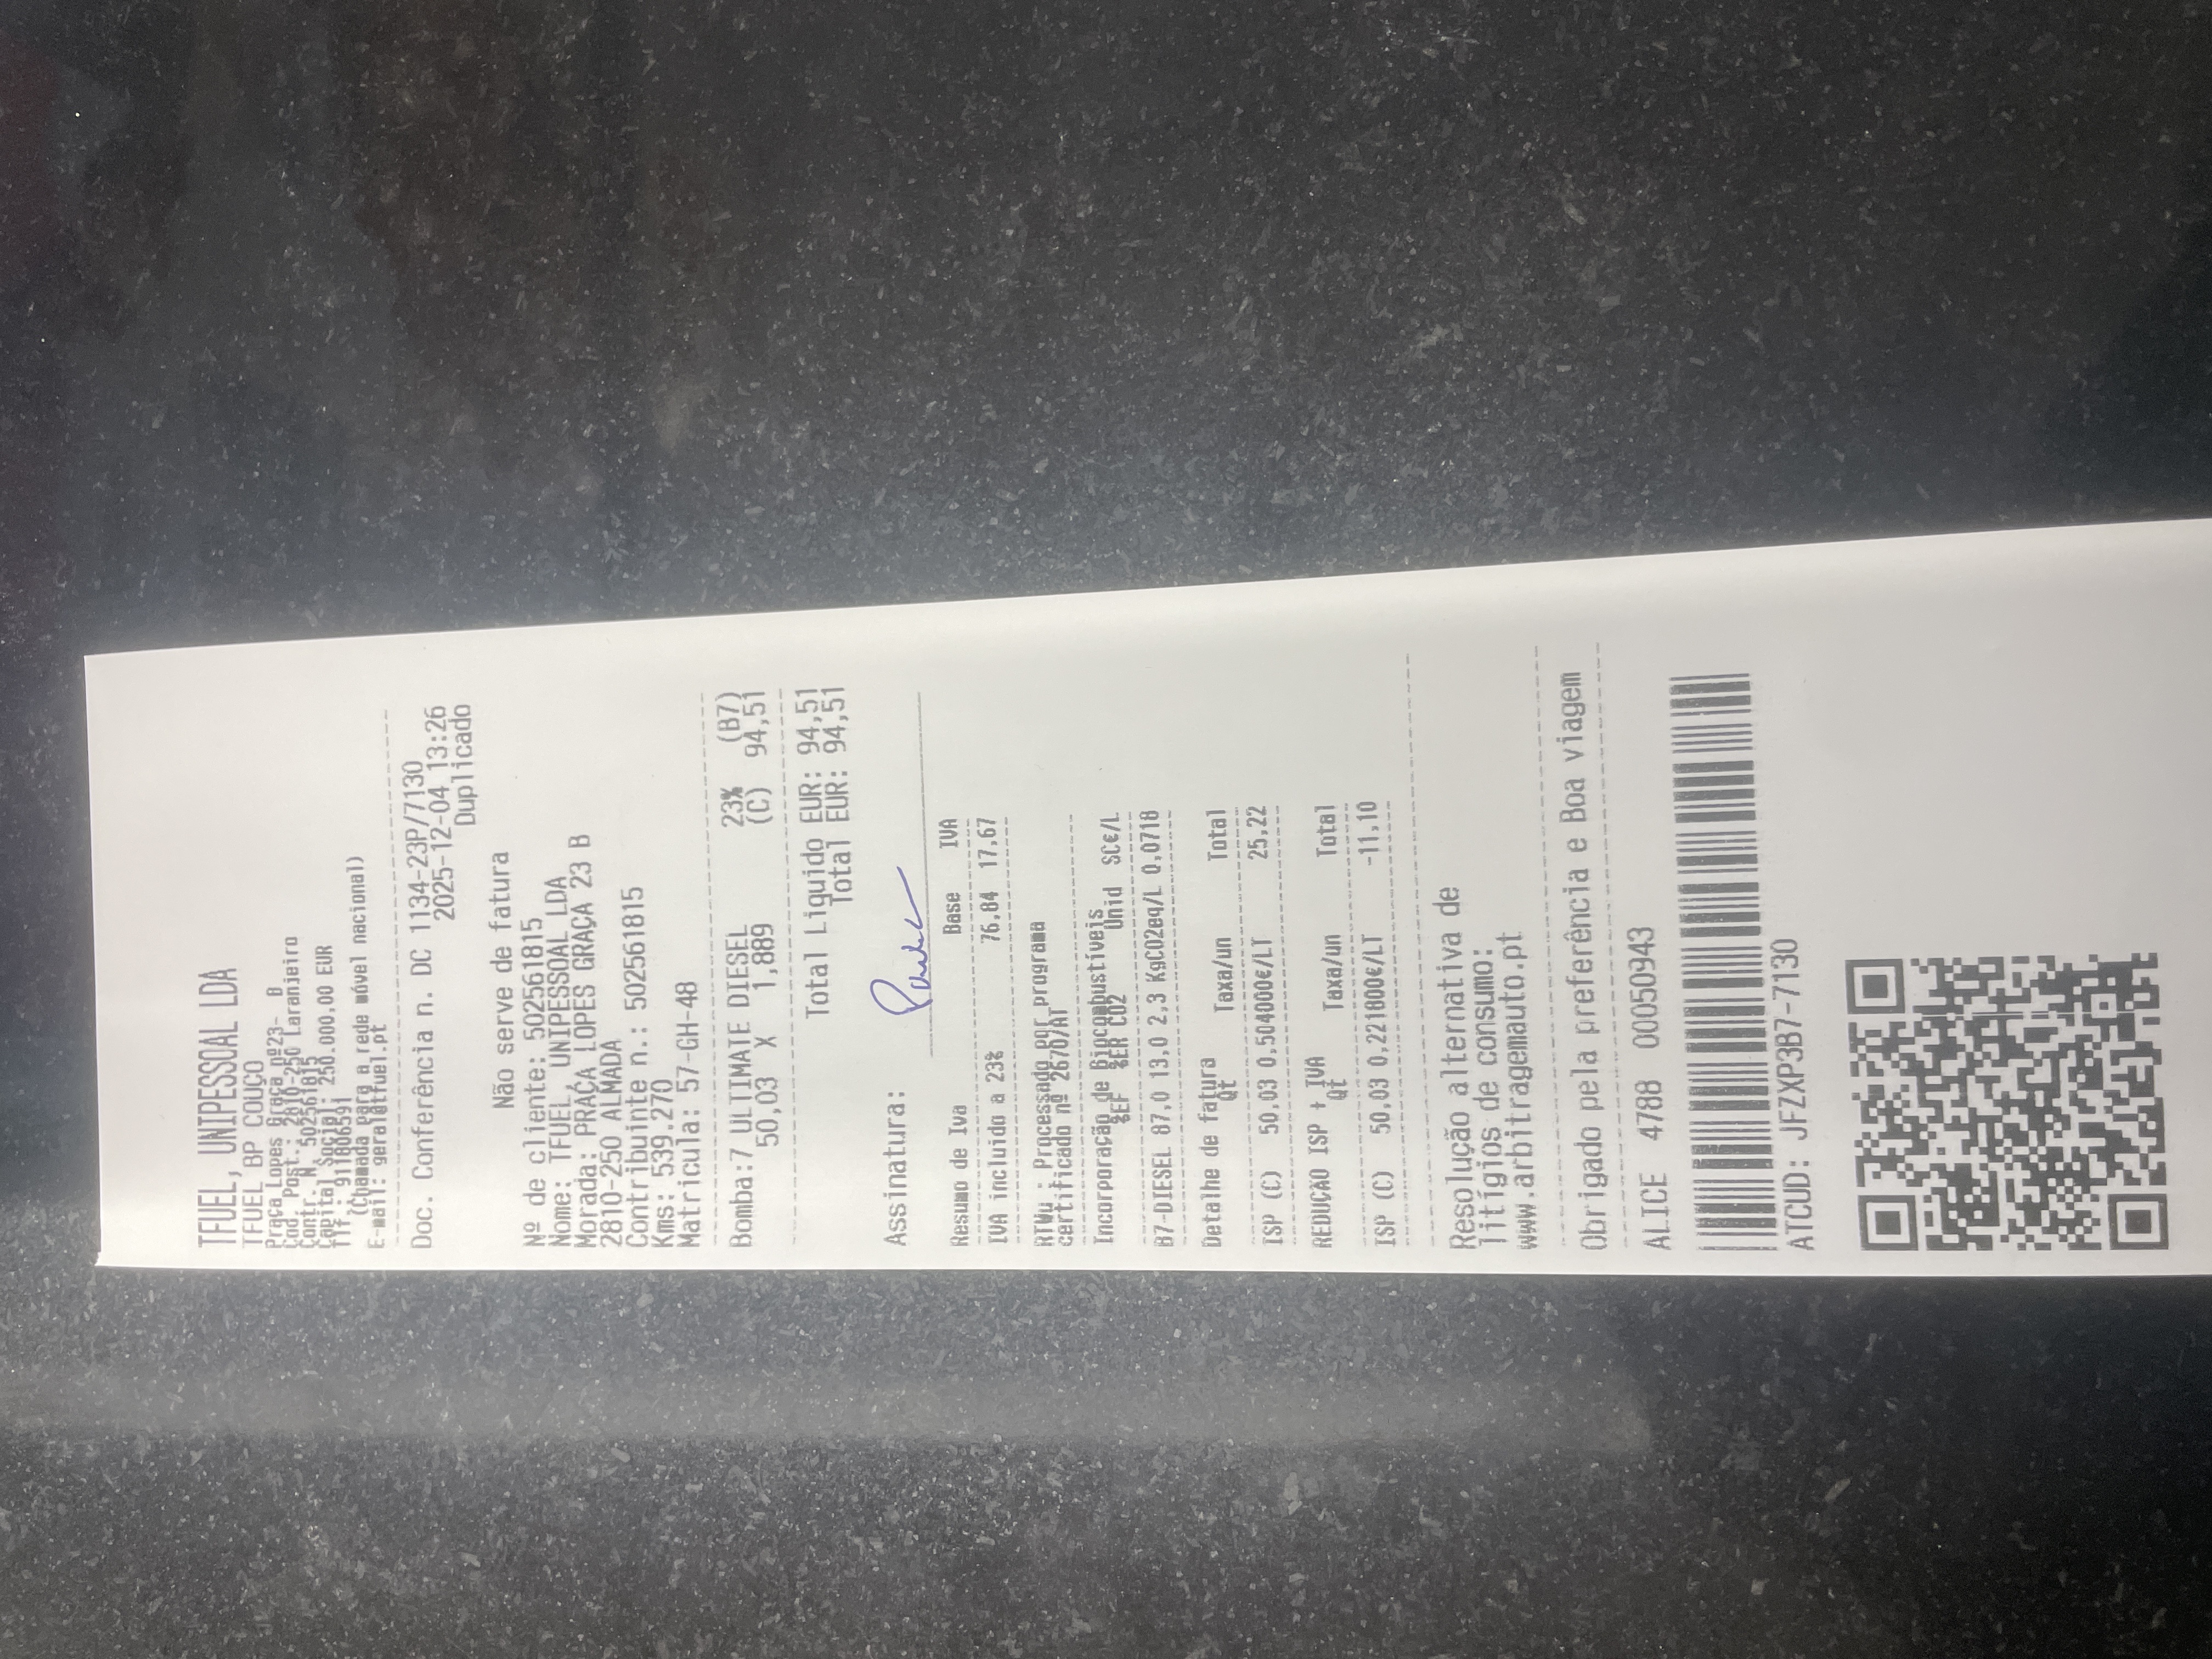 TFUEL, UNIPESSOAL LDA
TFUEL BP COUÇO
Praça Lopes Graça nº23- B
Cod. Post.: 2810-250 Laranjeiro
Cont. N. 502561815
Capital Social: 250.000,00 EUR
Tlf.: 911806591
(Chamada para a rede móvel nacional)
E-mail: geral@tfuel.pt
Doc. Conferência n. DC 1134-23P/7130
2025-12-04 13:26
Duplicado
Não serve de fatura
Nº de cliente: 502561815
Nome: TFUEL, UNIPESSOAL LDA
Morada: PRAÇA LOPES GRAÇA 23 B
2810-250 ALMADA
Contribuinte n.: 502561815
Kms: 539.270
Matricula: 57-GH-48
Bomba:7 ULTIMATE DIESEL 23% (B7)
50,03 X 1,889 (C) 94,51
Total Liquido EUR: 94,51
Total EUR: 94,51
Assinatura:
Resumo de Iva Base IVA
IVA incluido a 23% 76,84 17,67
RTWu : Processado por programa
certificado nº 2670/AT
Incorporação de Biocombustíveis
%EF %ER CO2 Unid SC€/L
B7-DIESEL 87,0 13,0 2,3 KgCO2eq/L 0,0718
Detalhe de fatura
Qt Taxa/un Total
ISP (C) 50,03 0,504000€/LT 25,22
REDUÇÃO ISP + IVA
Qt Taxa/un Total
ISP (C) 50,03 0,221800€/LT -11,10
Resolução alternativa de
litígios de consumo:
www.arbitragemauto.pt
Obrigado pela preferência e Boa viagem
ALICE 4788 00050943
ATCUD: JFZXP3B7-7130